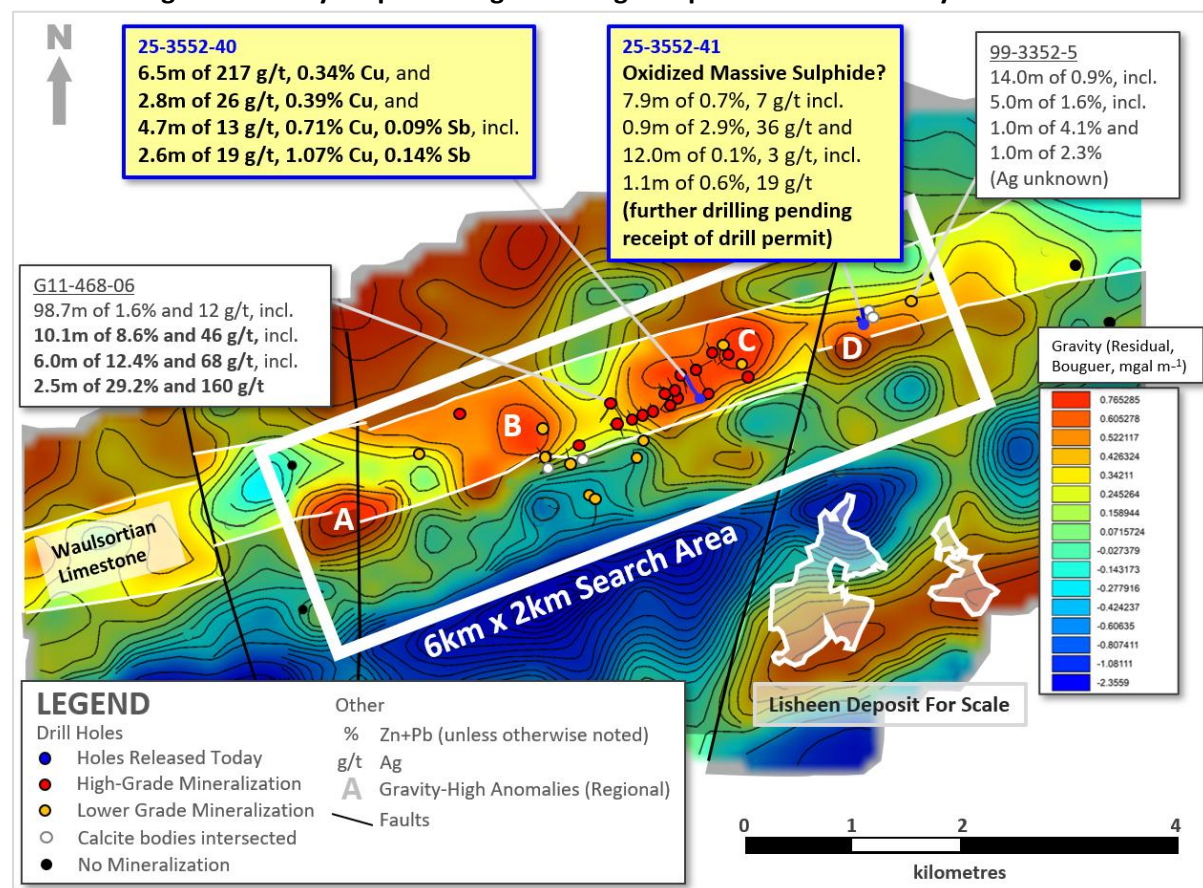 N
25-3552-40
6.5m of 217 g/t, 0.34% Cu, and
2.8m of 26 g/t, 0.39% Cu, and
4.7m of 13 g/t, 0.71% Cu, 0.09% Sb, incl.
2.6m of 19 g/t, 1.07% Cu, 0.14% Sb
25-3552-41
Oxidized Massive Sulphide?
7.9m of 0.7%, 7 g/t incl.
0.9m of 2.9%, 36 g/t and
12.0m of 0.1%, 3 g/t, incl.
1.1m of 0.6%, 19 g/t
(further drilling pending
receipt of drill permit)
99-3352-5
14.0m of 0.9%, incl.
5.0m of 1.6%, incl.
1.0m of 4.1% and
1.0m of 2.3%
(Ag unknown)
G11-468-06
98.7m of 1.6% and 12 g/t, incl.
10.1m of 8.6% and 46 g/t, incl.
6.0m of 12.4% and 68 g/t, incl.
2.5m of 29.2% and 160 g/t
A
B
C
D
Waulsortian
Limestone
6km x 2km Search Area
Gravity (Residual,
Bouguer, mgal m-1)
0.765285
0.605278
0.522117
0.426324
0.34211
0.245264
0.158944
0.0715724
-0.027379
-0.143173
-0.277916
-0.424237
-0.60635
-0.807411
-1.08111
-2.3559
Lisheen Deposit For Scale
LEGEND
Drill Holes
Holes Released Today
High-Grade Mineralization
Lower Grade Mineralization
Calcite bodies intersected
No Mineralization
Other
% Zn+Pb (unless otherwise noted)
g/t Ag
A Gravity-High Anomalies (Regional)
Faults
0 1 2 4
kilometres